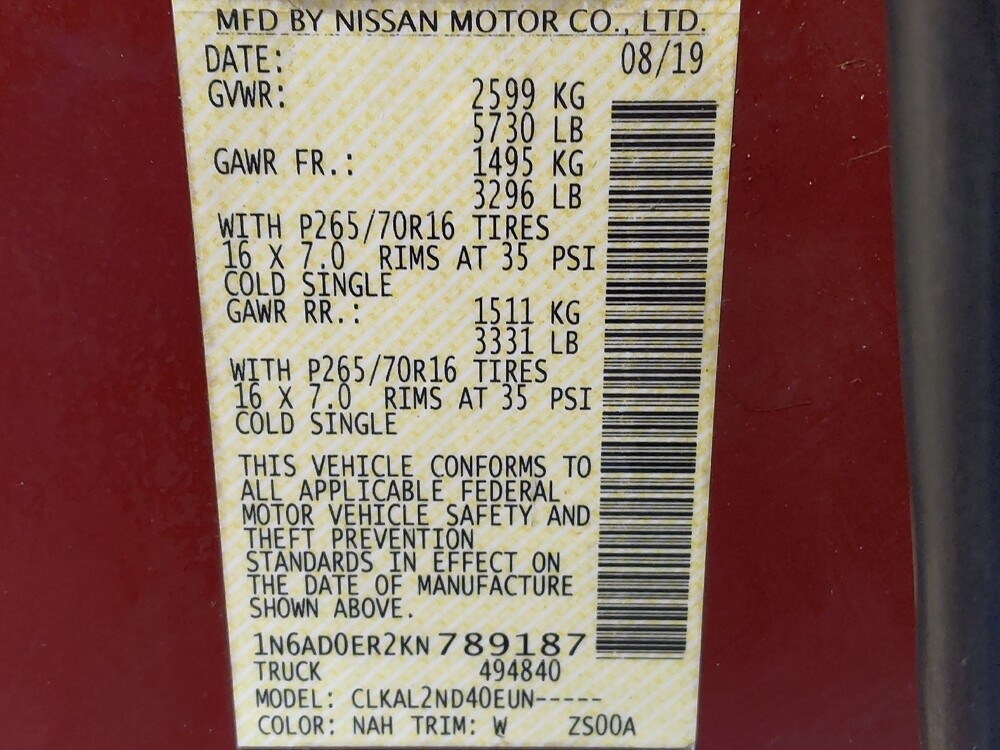 MFD BY NISSAN MOTOR CO., LTD.
DATE: 08/19
GVWR: 2599 KG
5730 LB
GAWR FR.: 1495 KG
3296 LB
WITH P265/70R16 TIRES
16 X 7.0 RIMS AT 35 PSI
COLD SINGLE
GAWR RR.: 1511 KG
3331 LB
WITH P265/70R16 TIRES
16 X 7.0 RIMS AT 35 PSI
COLD SINGLE
THIS VEHICLE CONFORMS TO
ALL APPLICABLE FEDERAL
MOTOR VEHICLE SAFETY AND
THEFT PREVENTION
STANDARDS IN EFFECT ON
THE DATE OF MANUFACTURE
SHOWN ABOVE.
1N6AD0ER2KN789187
TRUCK 494840
MODEL: CLKAL2ND40EUN-----
COLOR: NAH TRIM: W ZS00A